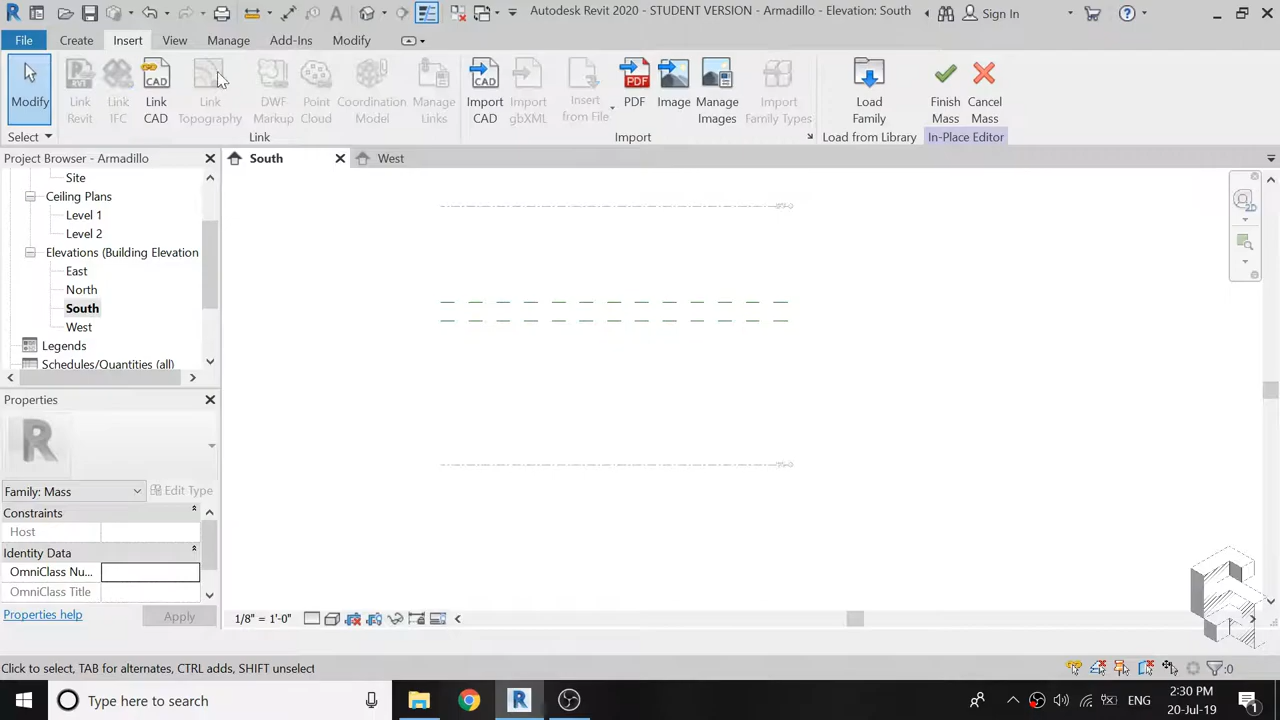 Autodesk Revit 2020 - STUDENT VERSION - Armadillo - Elevation: South
Sign In
File Create Insert View Manage Add-Ins Modify
Modify
Link Revit
Link IFC
Link CAD
Link Topography
DWF Markup
Point Cloud
Coordination Model
Manage Links
Import CAD
Import gbXML
Insert from File
PDF
Image
Manage Images
Import Family Types
Load Family
Finish Mass
Cancel Mass
Select Link Import Load from Library In-Place Editor
Project Browser - Armadillo
South West
Site
Ceiling Plans
Level 1
Level 2
Elevations (Building Elevation
East
North
South
West
Legends
Schedules/Quantities (all)
Properties
Family: Mass Edit Type
Constraints
Host
Identity Data
OmniClass Nu...
OmniClass Title
Properties help Apply
1/8" = 1'-0"
Click to select, TAB for alternates, CTRL adds, SHIFT unselect
:0
Type here to search
ENG
2:30 PM
20-Jul-19
1